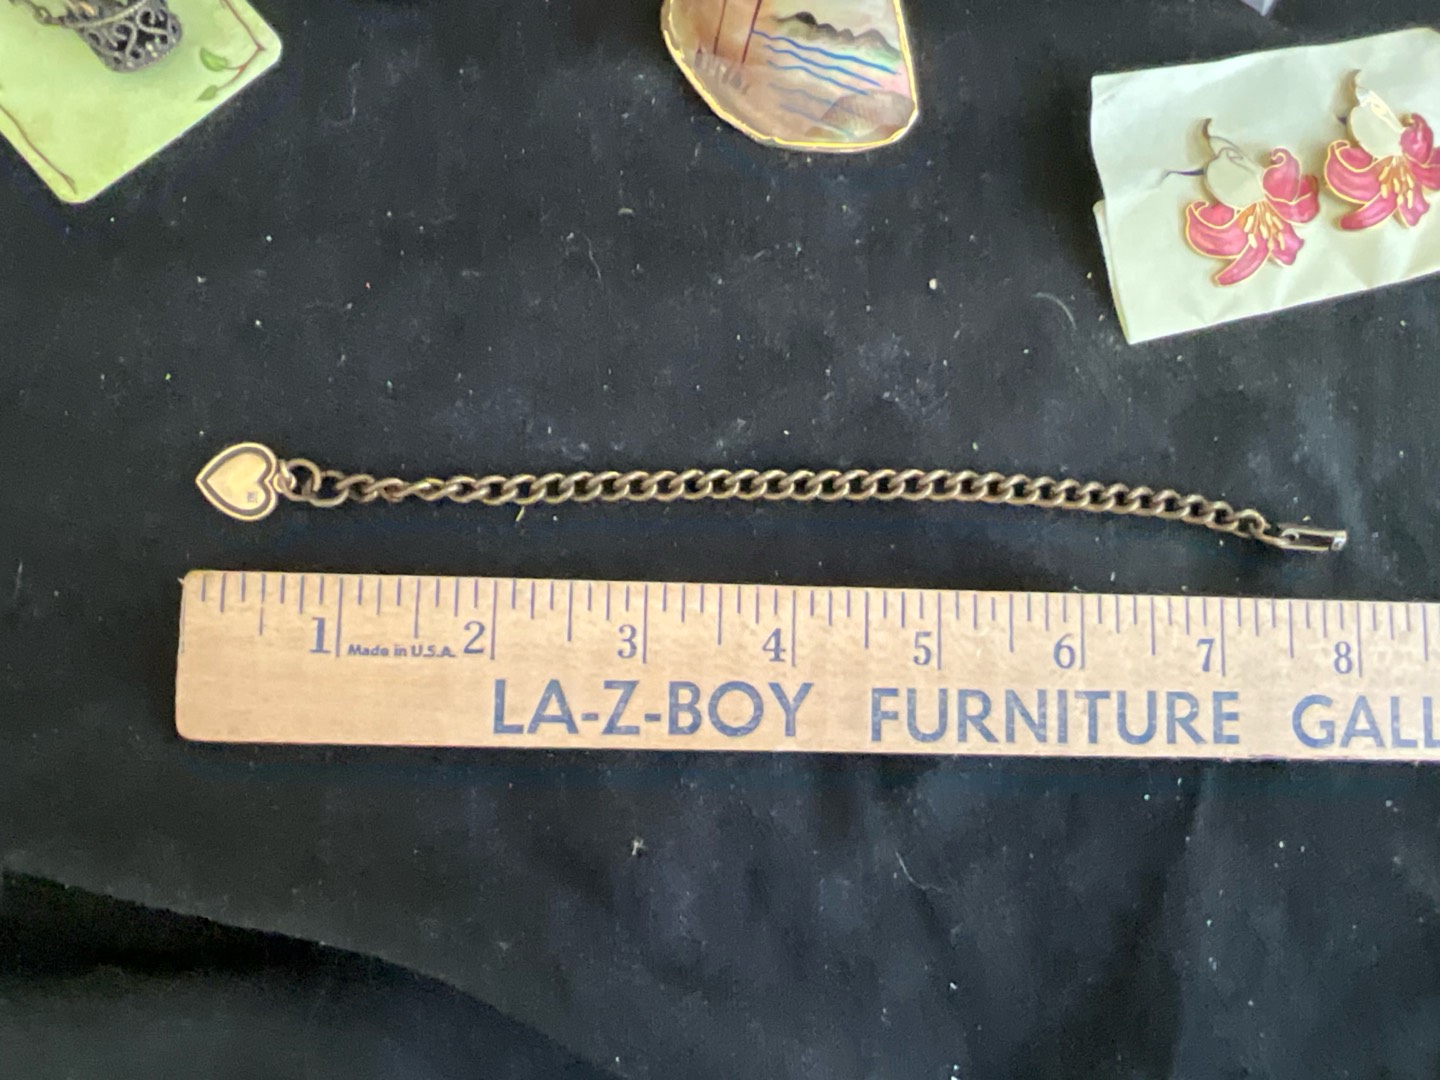 1 2 3 4 5 6 7 8
Made in U.S.A.
LA-Z-BOY FURNITURE GALL